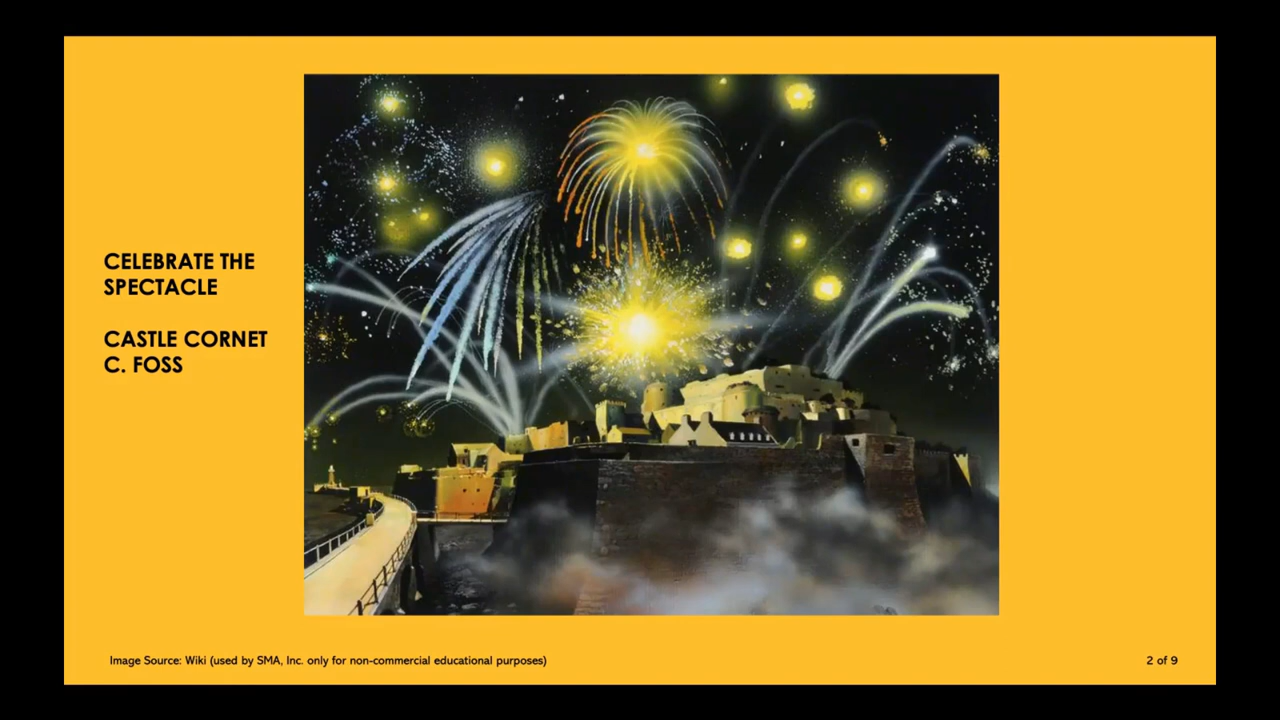 CELEBRATE THE
SPECTACLE
CASTLE CORNET
C. FOSS
Image Source: Wiki (used by SMA, Inc. only for non-commercial educational purposes)
2 of 9